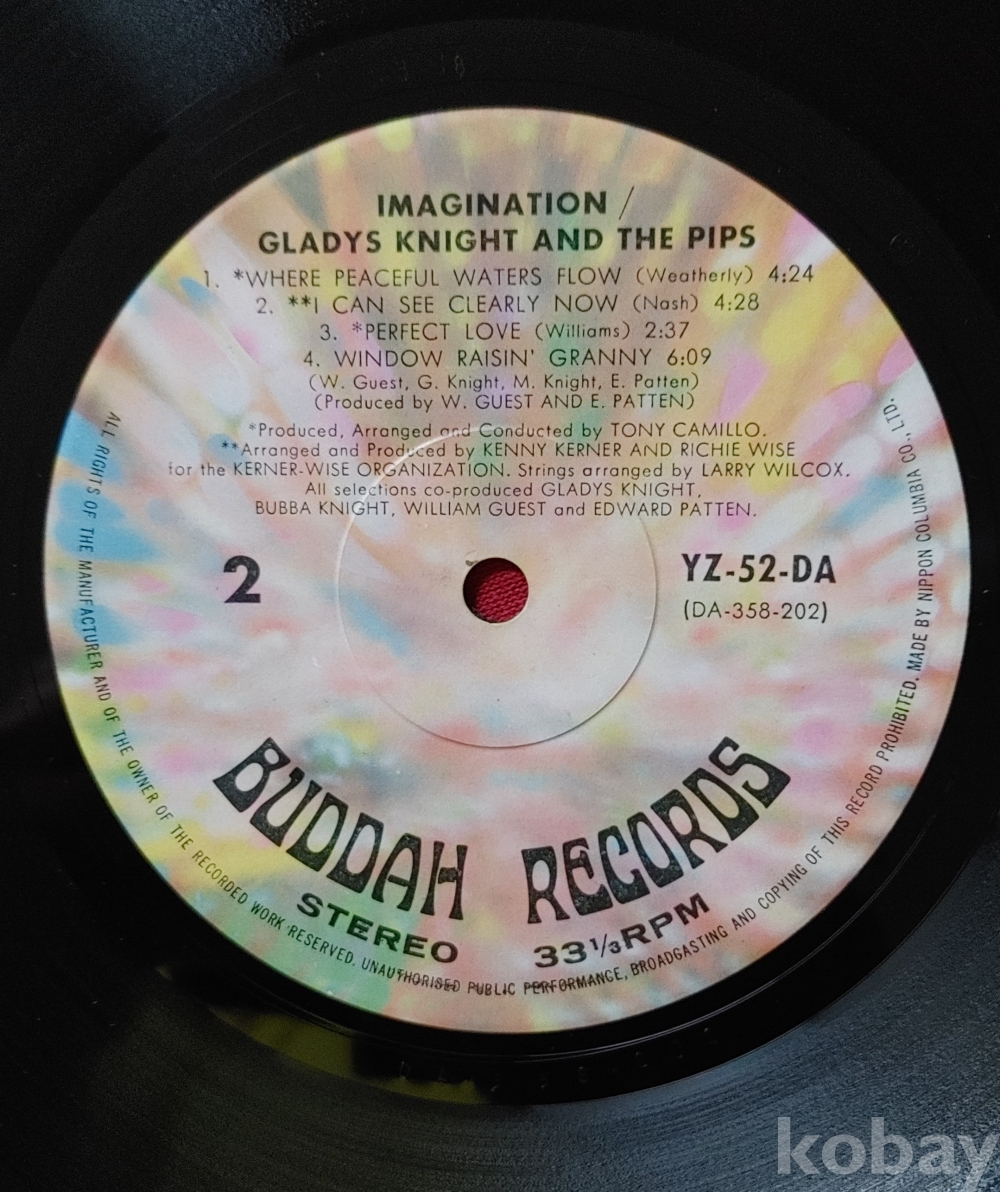 IMAGINATION /
GLADYS KNIGHT AND THE PIPS
1. *WHERE PEACEFUL WATERS FLOW (Weatherly) 4:24
2. **I CAN SEE CLEARLY NOW (Nash) 4:28
3. *PERFECT LOVE (Williams) 2:37
4. WINDOW RAISIN' GRANNY 6:09
(W. Guest, G. Knight, M. Knight, E. Patten)
(Produced by W. GUEST AND E. PATTEN)
*Produced, Arranged and Conducted by TONY CAMILLO.
**Arranged and Produced by KENNY KERNER AND RICHIE WISE
for the KERNER-WISE ORGANIZATION. Strings arranged by LARRY WILCOX.
All selections co-produced GLADYS KNIGHT,
BUBBA KNIGHT, WILLIAM GUEST and EDWARD PATTEN.
2
YZ-52-DA
(DA-358-202)
BUDDAH RECORDS
STEREO 33 1/3 RPM
ALL RIGHTS OF THE MANUFACTURER AND OF THE OWNER OF THE RECORDED WORK RESERVED. UNAUTHORISED PUBLIC PERFORMANCE, BROADGASTING AND COPYING OF THIS RECORD PROHIBITED. MADE BY NIPPON COLUMBIA CO., LTD.
kobay